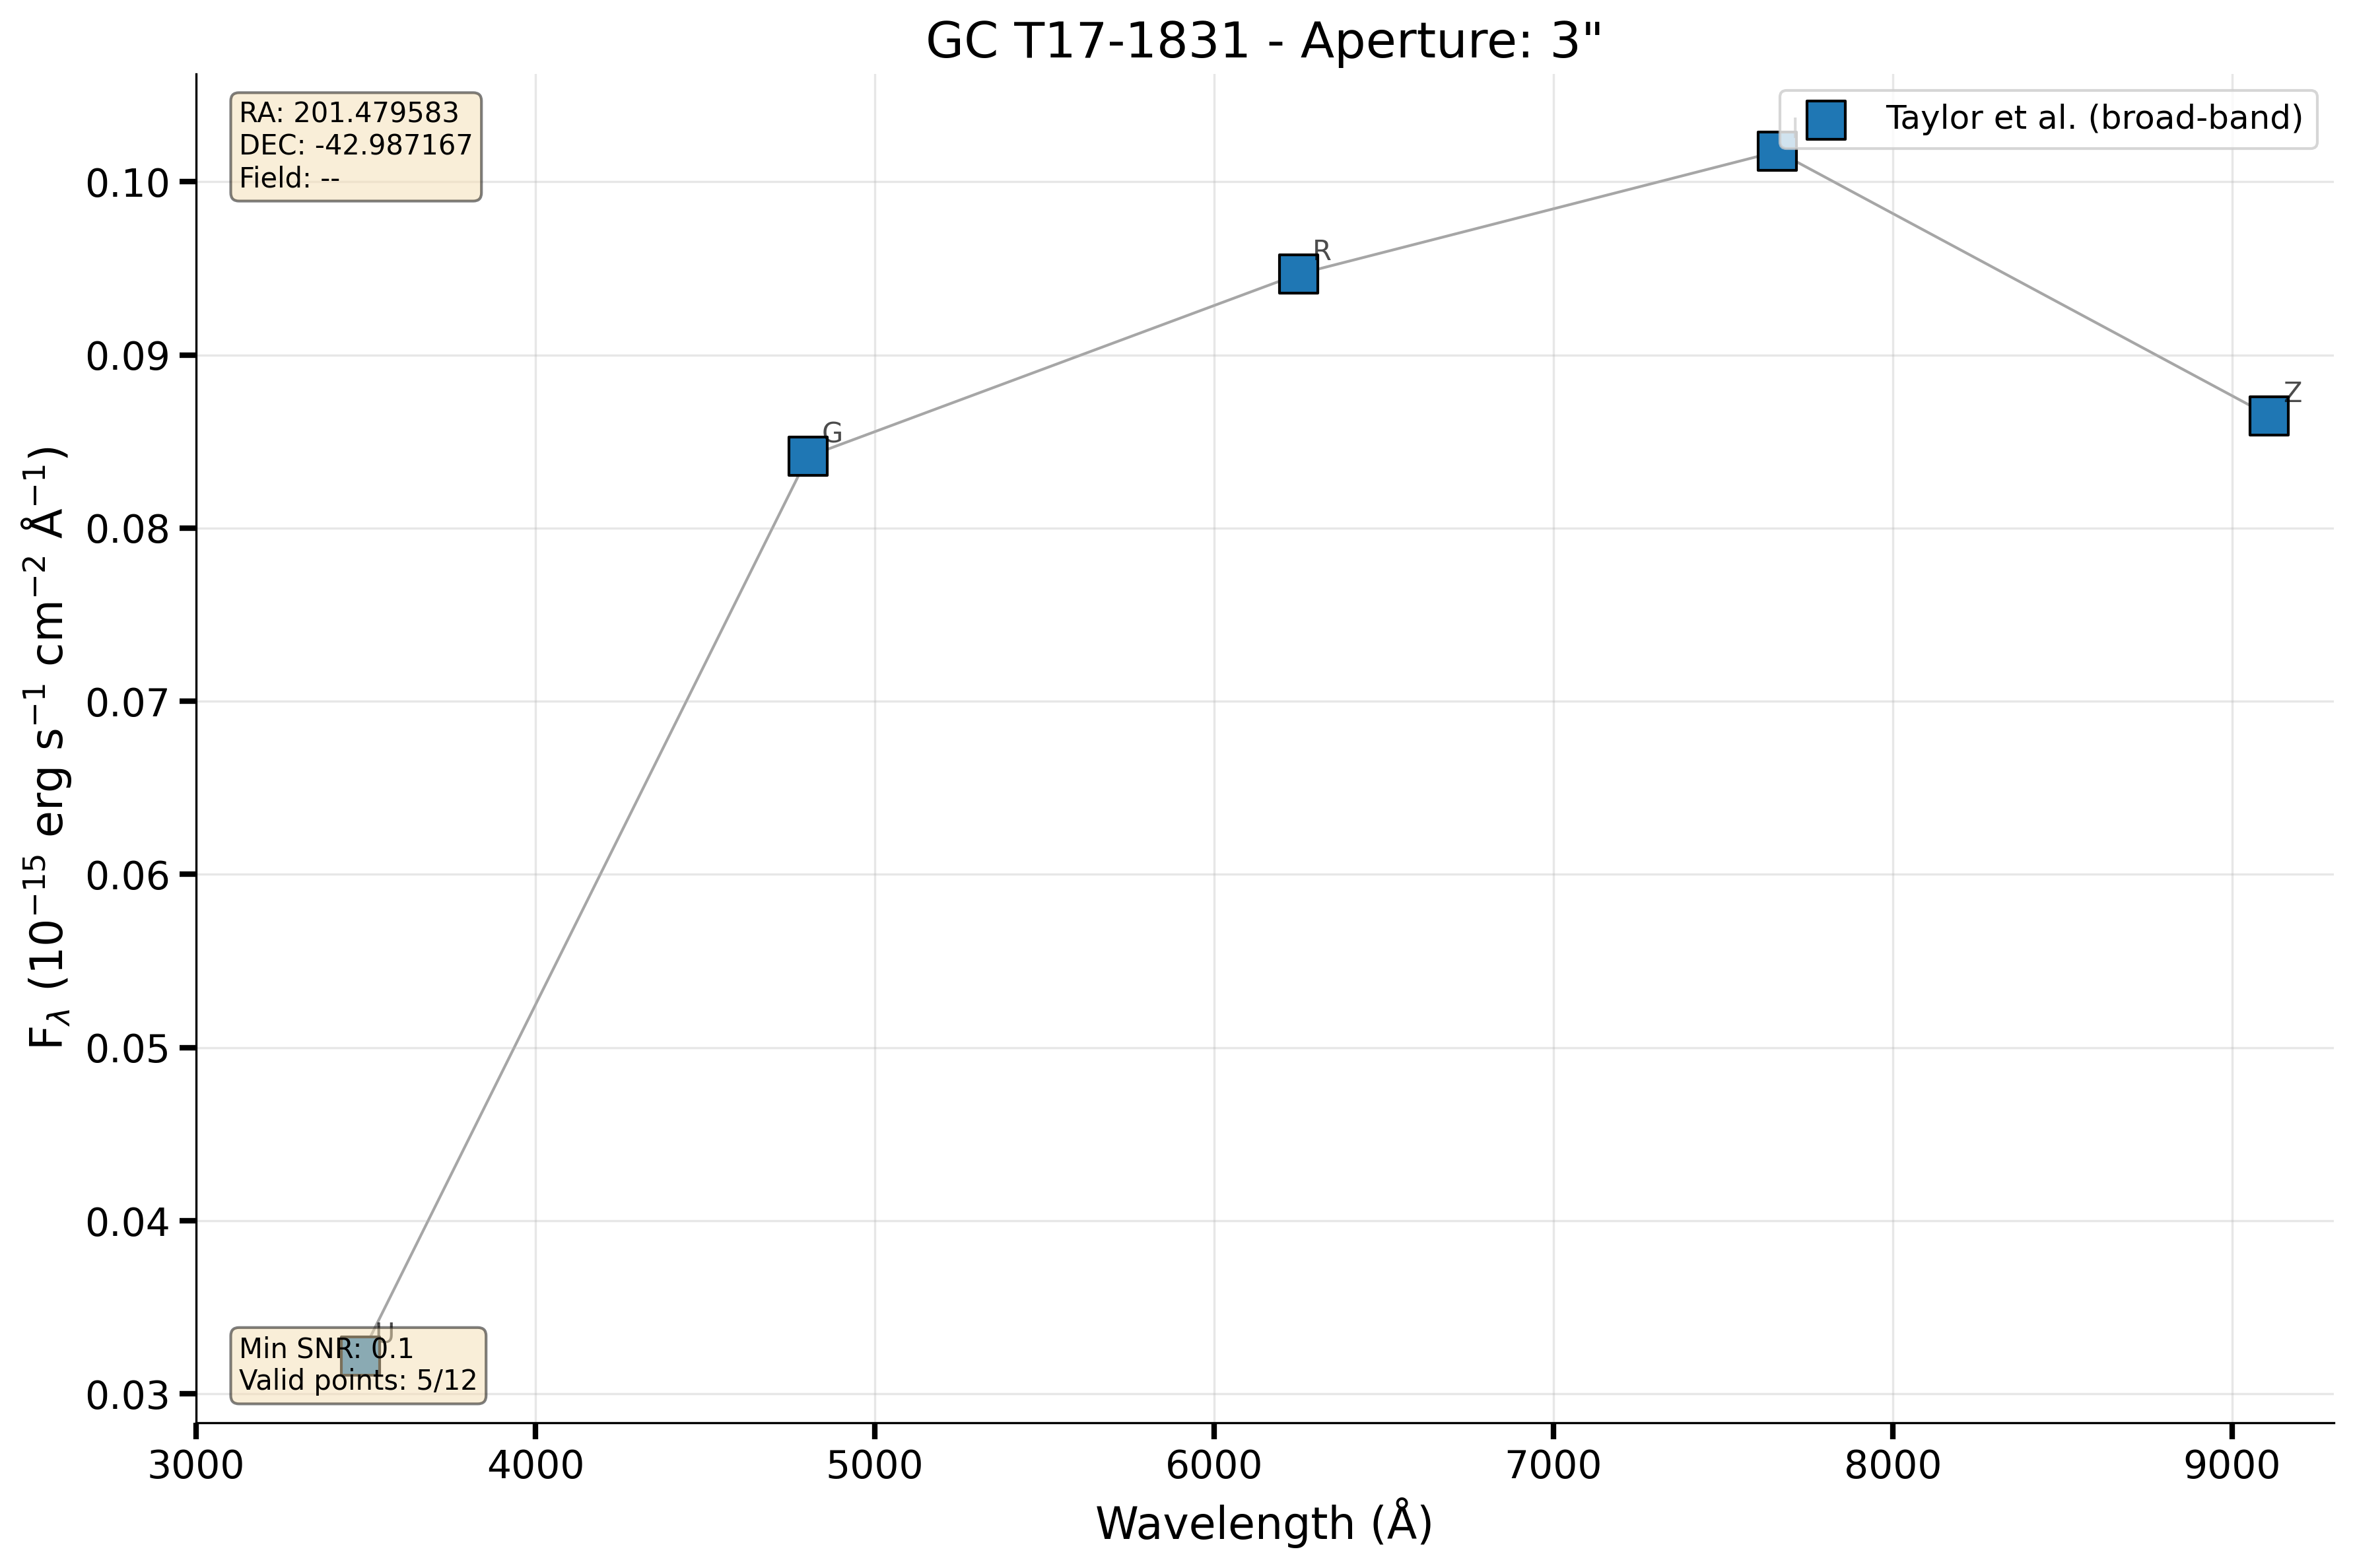 GC T17-1831 - Aperture: 3"
RA: 201.479583
DEC: -42.987167
Field: --
Taylor et al. (broad-band)
I
R
G
Z
U
Min SNR: 0.1
Valid points: 5/12
0.10
0.09
0.08
0.07
0.06
0.05
0.04
0.03
F_λ (10⁻¹⁵ erg s⁻¹ cm⁻² Å⁻¹)
3000 4000 5000 6000 7000 8000 9000
Wavelength (Å)